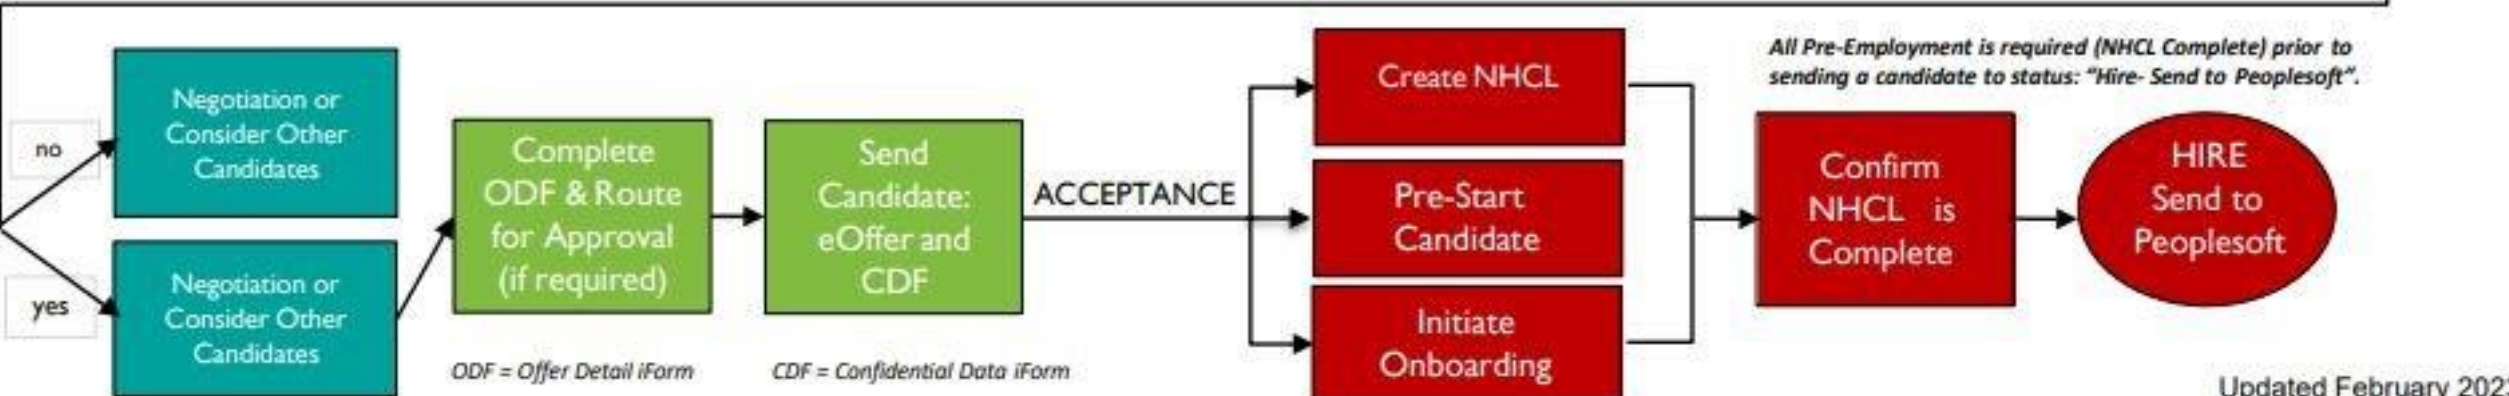 no
Negotiation or
Consider Other
Candidates
yes
Negotiation or
Consider Other
Candidates
Complete
ODF & Route
for Approval
(if required)
ODF = Offer Detail iForm
Send
Candidate:
eOffer and
CDF
CDF = Confidential Data iForm
ACCEPTANCE
Create NHCL
Pre-Start
Candidate
Initiate
Onboarding
All Pre-Employment is required (NHCL Complete) prior to
sending a candidate to status: “Hire- Send to Peoplesoft”.
Confirm
NHCL is
Complete
HIRE
Send to
Peoplesoft
Updated February